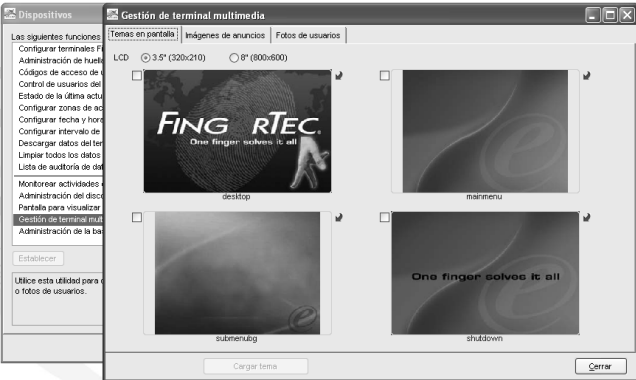 Dispositivos
Las siguientes funciones
Configurar terminales Fi
Administración de huella
Códigos de acceso de u
Control de usuarios del
Estado de la última actu
Configurar zonas de ac
Configurar fecha y hora
Configurar intervalo de
Descargar datos del ter
Limpiar todos los datos
Lista de auditoría de dat
Monitorear actividades
Administración del disco
Pantalla para visualizar
Gestión de terminal mult
Administración de la ba
Establecer
Utilice esta utilidad para
o fotos de usuarios.
Gestión de terminal multimedia
Temas en pantalla
Imágenes de anuncios
Fotos de usuarios
LCD
3.5" (320x210)
8" (800x600)
FING RTEC
One finger solves it all
desktop
mainmenu
submenubg
One finger solves it all
shutdown
Cargar tema
Cerrar